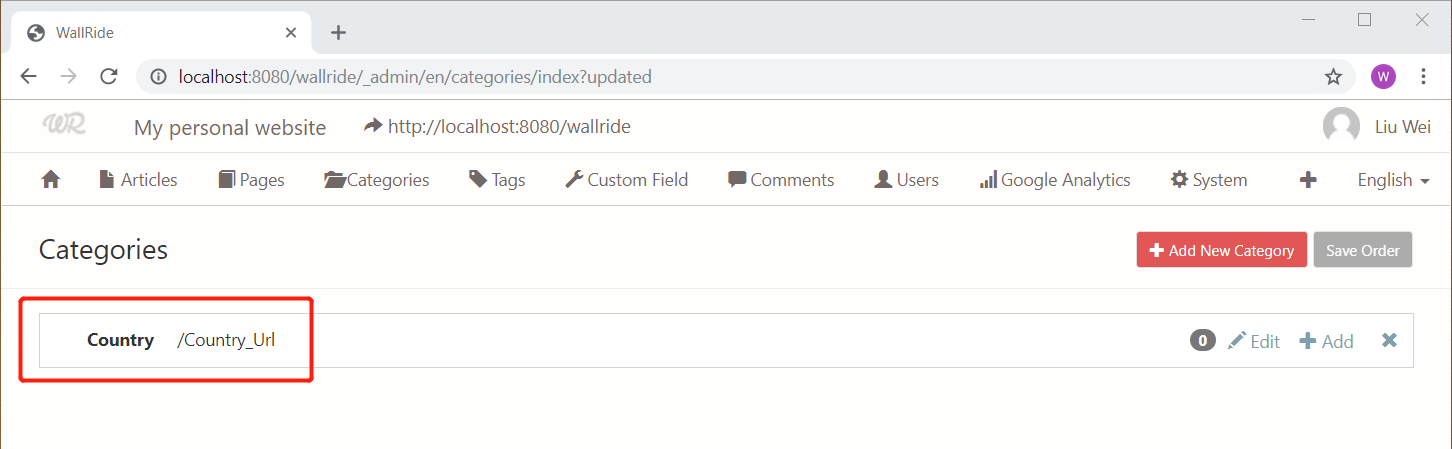 WallRide
localhost:8080/wallride/_admin/en/categories/index?updated
W
WR My personal website http://localhost:8080/wallride Liu Wei
Articles Pages Categories Tags Custom Field Comments Users Google Analytics System English
Categories Add New Category Save Order
Country /Country_Url 0 Edit Add